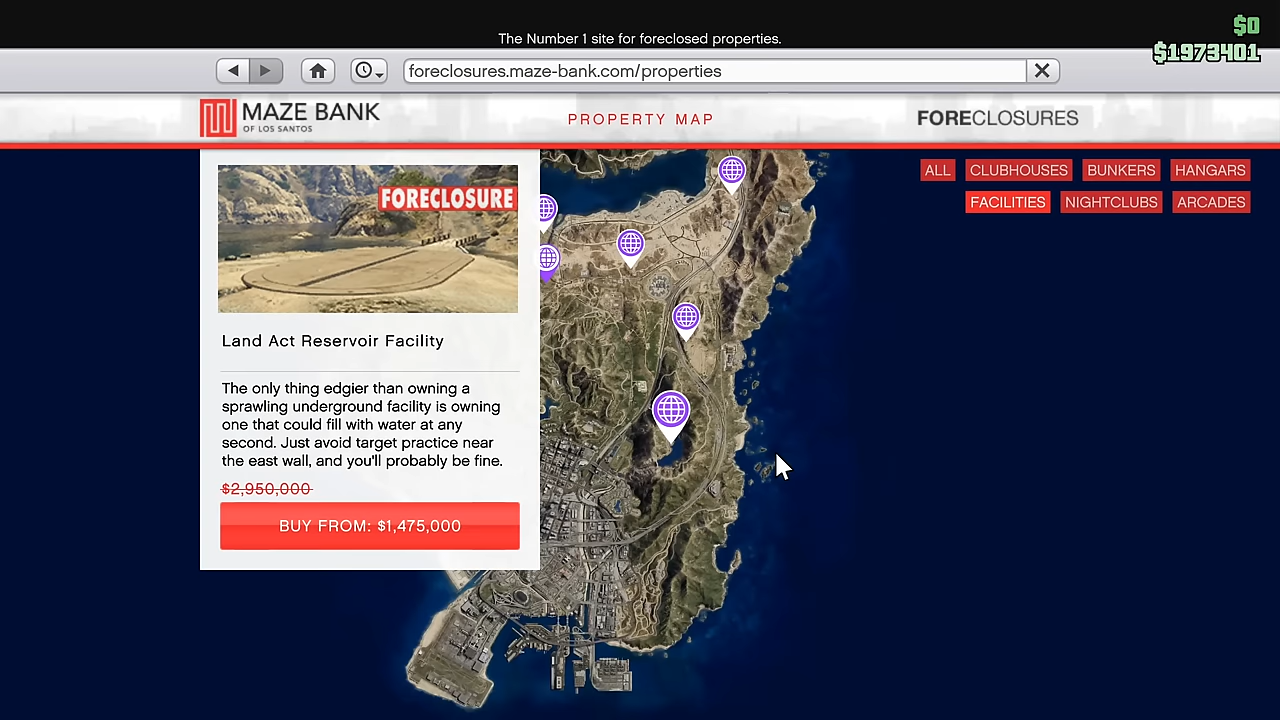 The Number 1 site for foreclosed properties.
$0
$1973401
foreclosures.maze-bank.com/properties
MAZE BANK
OF LOS SANTOS
PROPERTY MAP
FORECLOSURES
ALL CLUBHOUSES BUNKERS HANGARS
FACILITIES NIGHTCLUBS ARCADES
FORECLOSURE
Land Act Reservoir Facility
The only thing edgier than owning a
sprawling underground facility is owning
one that could fill with water at any
second. Just avoid target practice near
the east wall, and you'll probably be fine.
$2,950,000
BUY FROM: $1,475,000